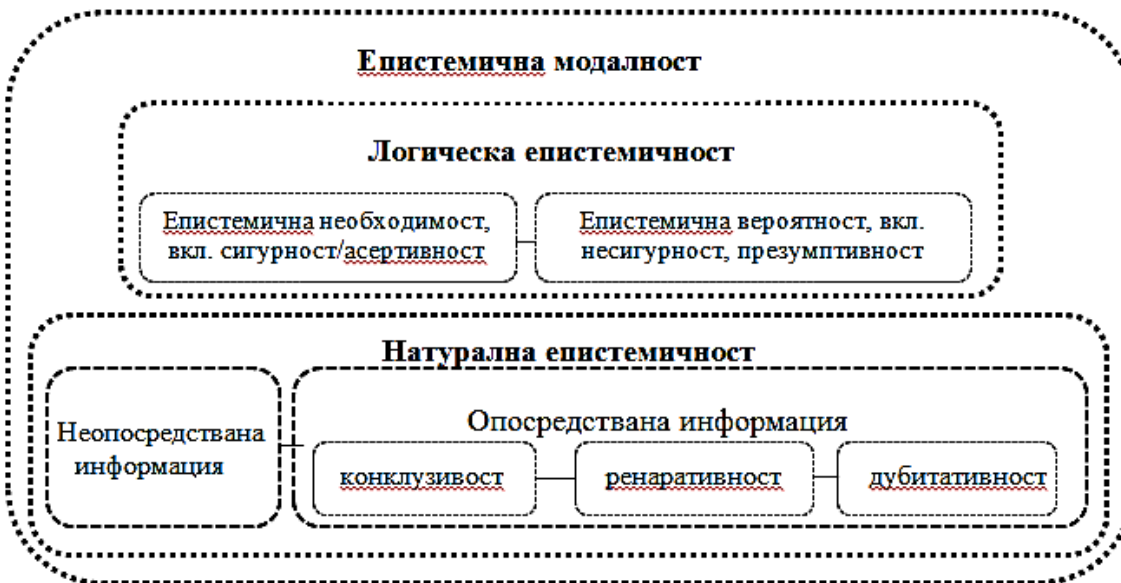 Епистемична модалност
Логическа епистемичност
Епистемична необходимост,
вкл. сигурност/асертивност
Епистемична вероятност, вкл.
несигурност, презумптивност
Натурална епистемичност
Неопосредствана
информация
Опосредствана информация
конклузивост
ренаративност
дубитативност